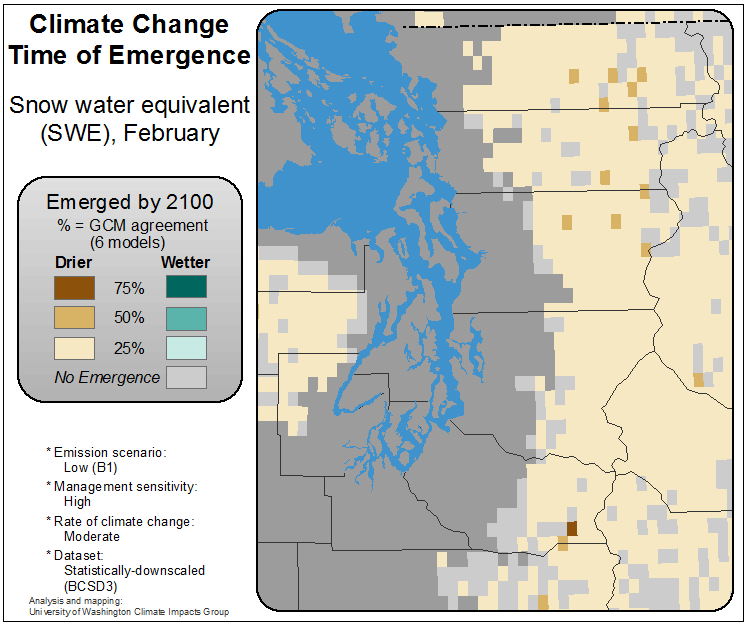 Climate Change
Time of Emergence
Snow water equivalent
(SWE), February
Emerged by 2100
% = GCM agreement
(6 models)
Drier Wetter
75%
50%
25%
No Emergence
* Emission scenario:
Low (B1)
* Management sensitivity:
High
* Rate of climate change:
Moderate
* Dataset:
Statistically-downscaled
(BCSD3)
Analysis and mapping:
University of Washington Climate Impacts Group